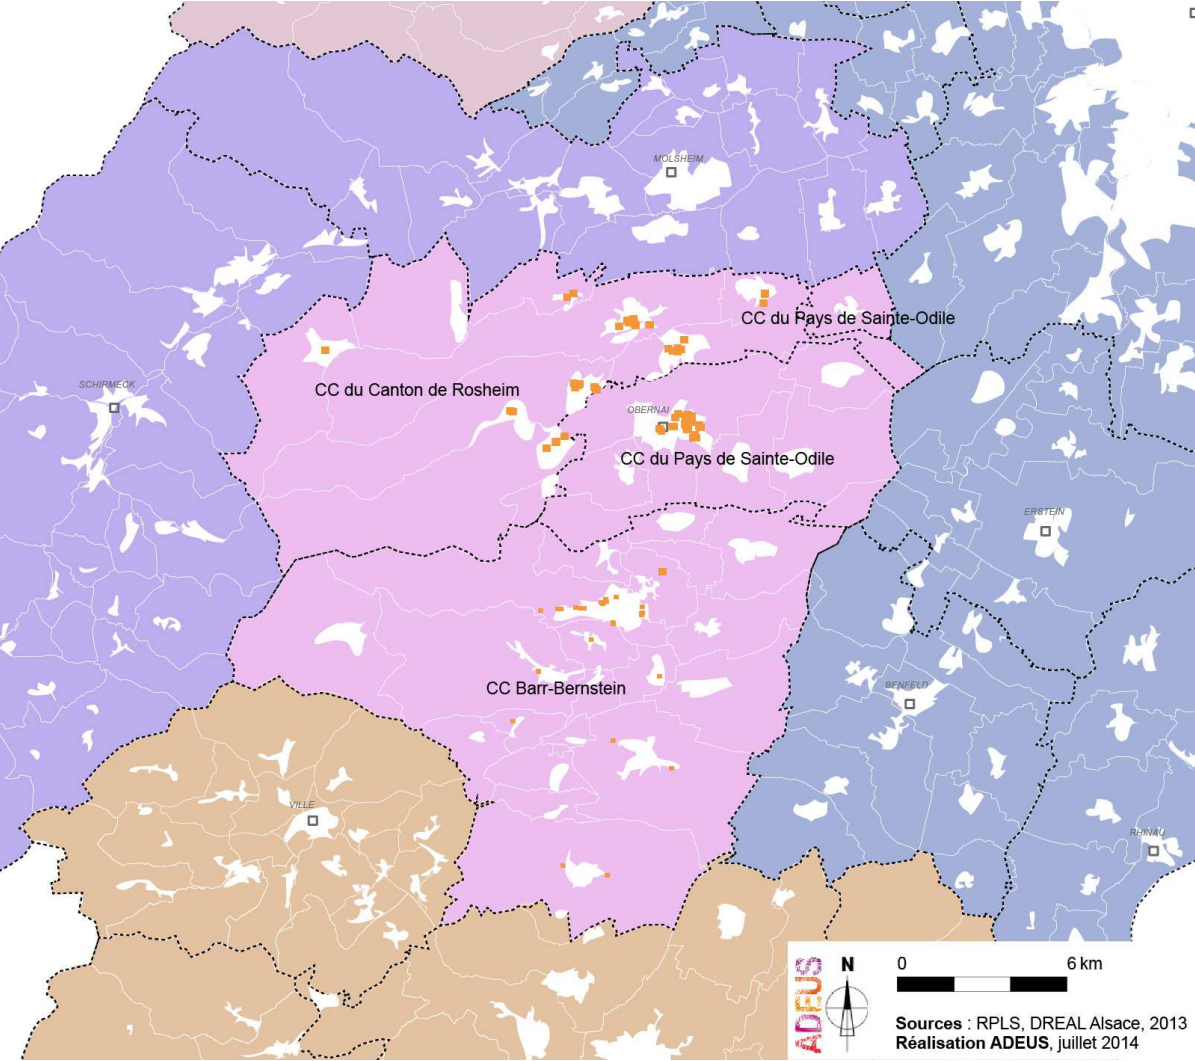 MOLSHEIM
CC du Pays de Sainte-Odile
SCHIRMECK
CC du Canton de Rosheim
OBERNAI
CC du Pays de Sainte-Odile
ERSTEIN
BENFELD
CC Barr-Bernstein
VILLE
RHINAU
ADEUS
N
0 6 km
Sources : RPLS, DREAL Alsace, 2013
Réalisation ADEUS, juillet 2014